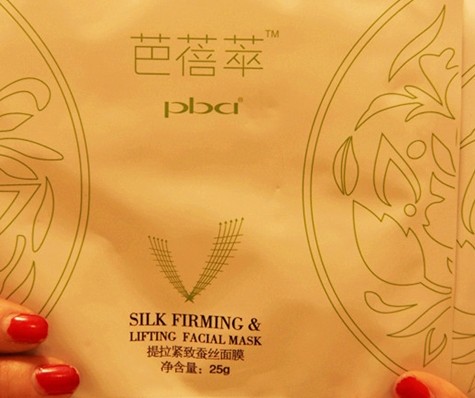 芭蓓萃™
pba®
SILK FIRMING &
LIFTING FACIAL MASK
提拉紧致蚕丝面膜
净含量：25g